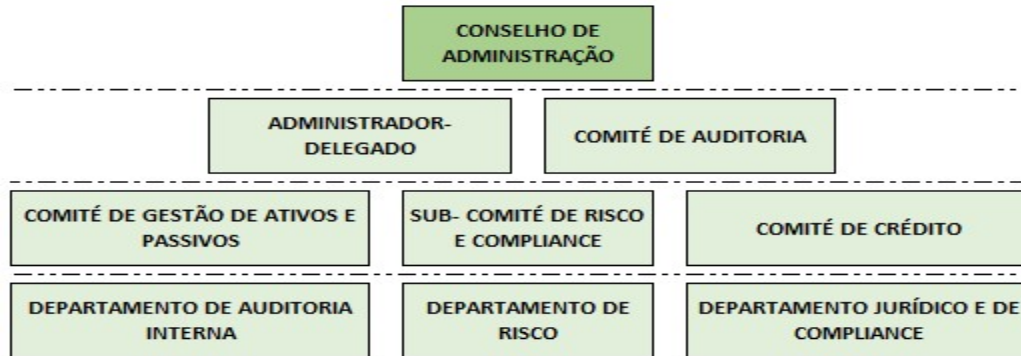 CONSELHO DE
ADMINISTRAÇÃO
ADMINISTRADOR-
DELEGADO
COMITÉ DE AUDITORIA
COMITÉ DE GESTÃO DE ATIVOS E
PASSIVOS
SUB- COMITÉ DE RISCO
E COMPLIANCE
COMITÉ DE CRÉDITO
DEPARTAMENTO DE AUDITORIA
INTERNA
DEPARTAMENTO DE
RISCO
DEPARTAMENTO JURÍDICO E DE
COMPLIANCE